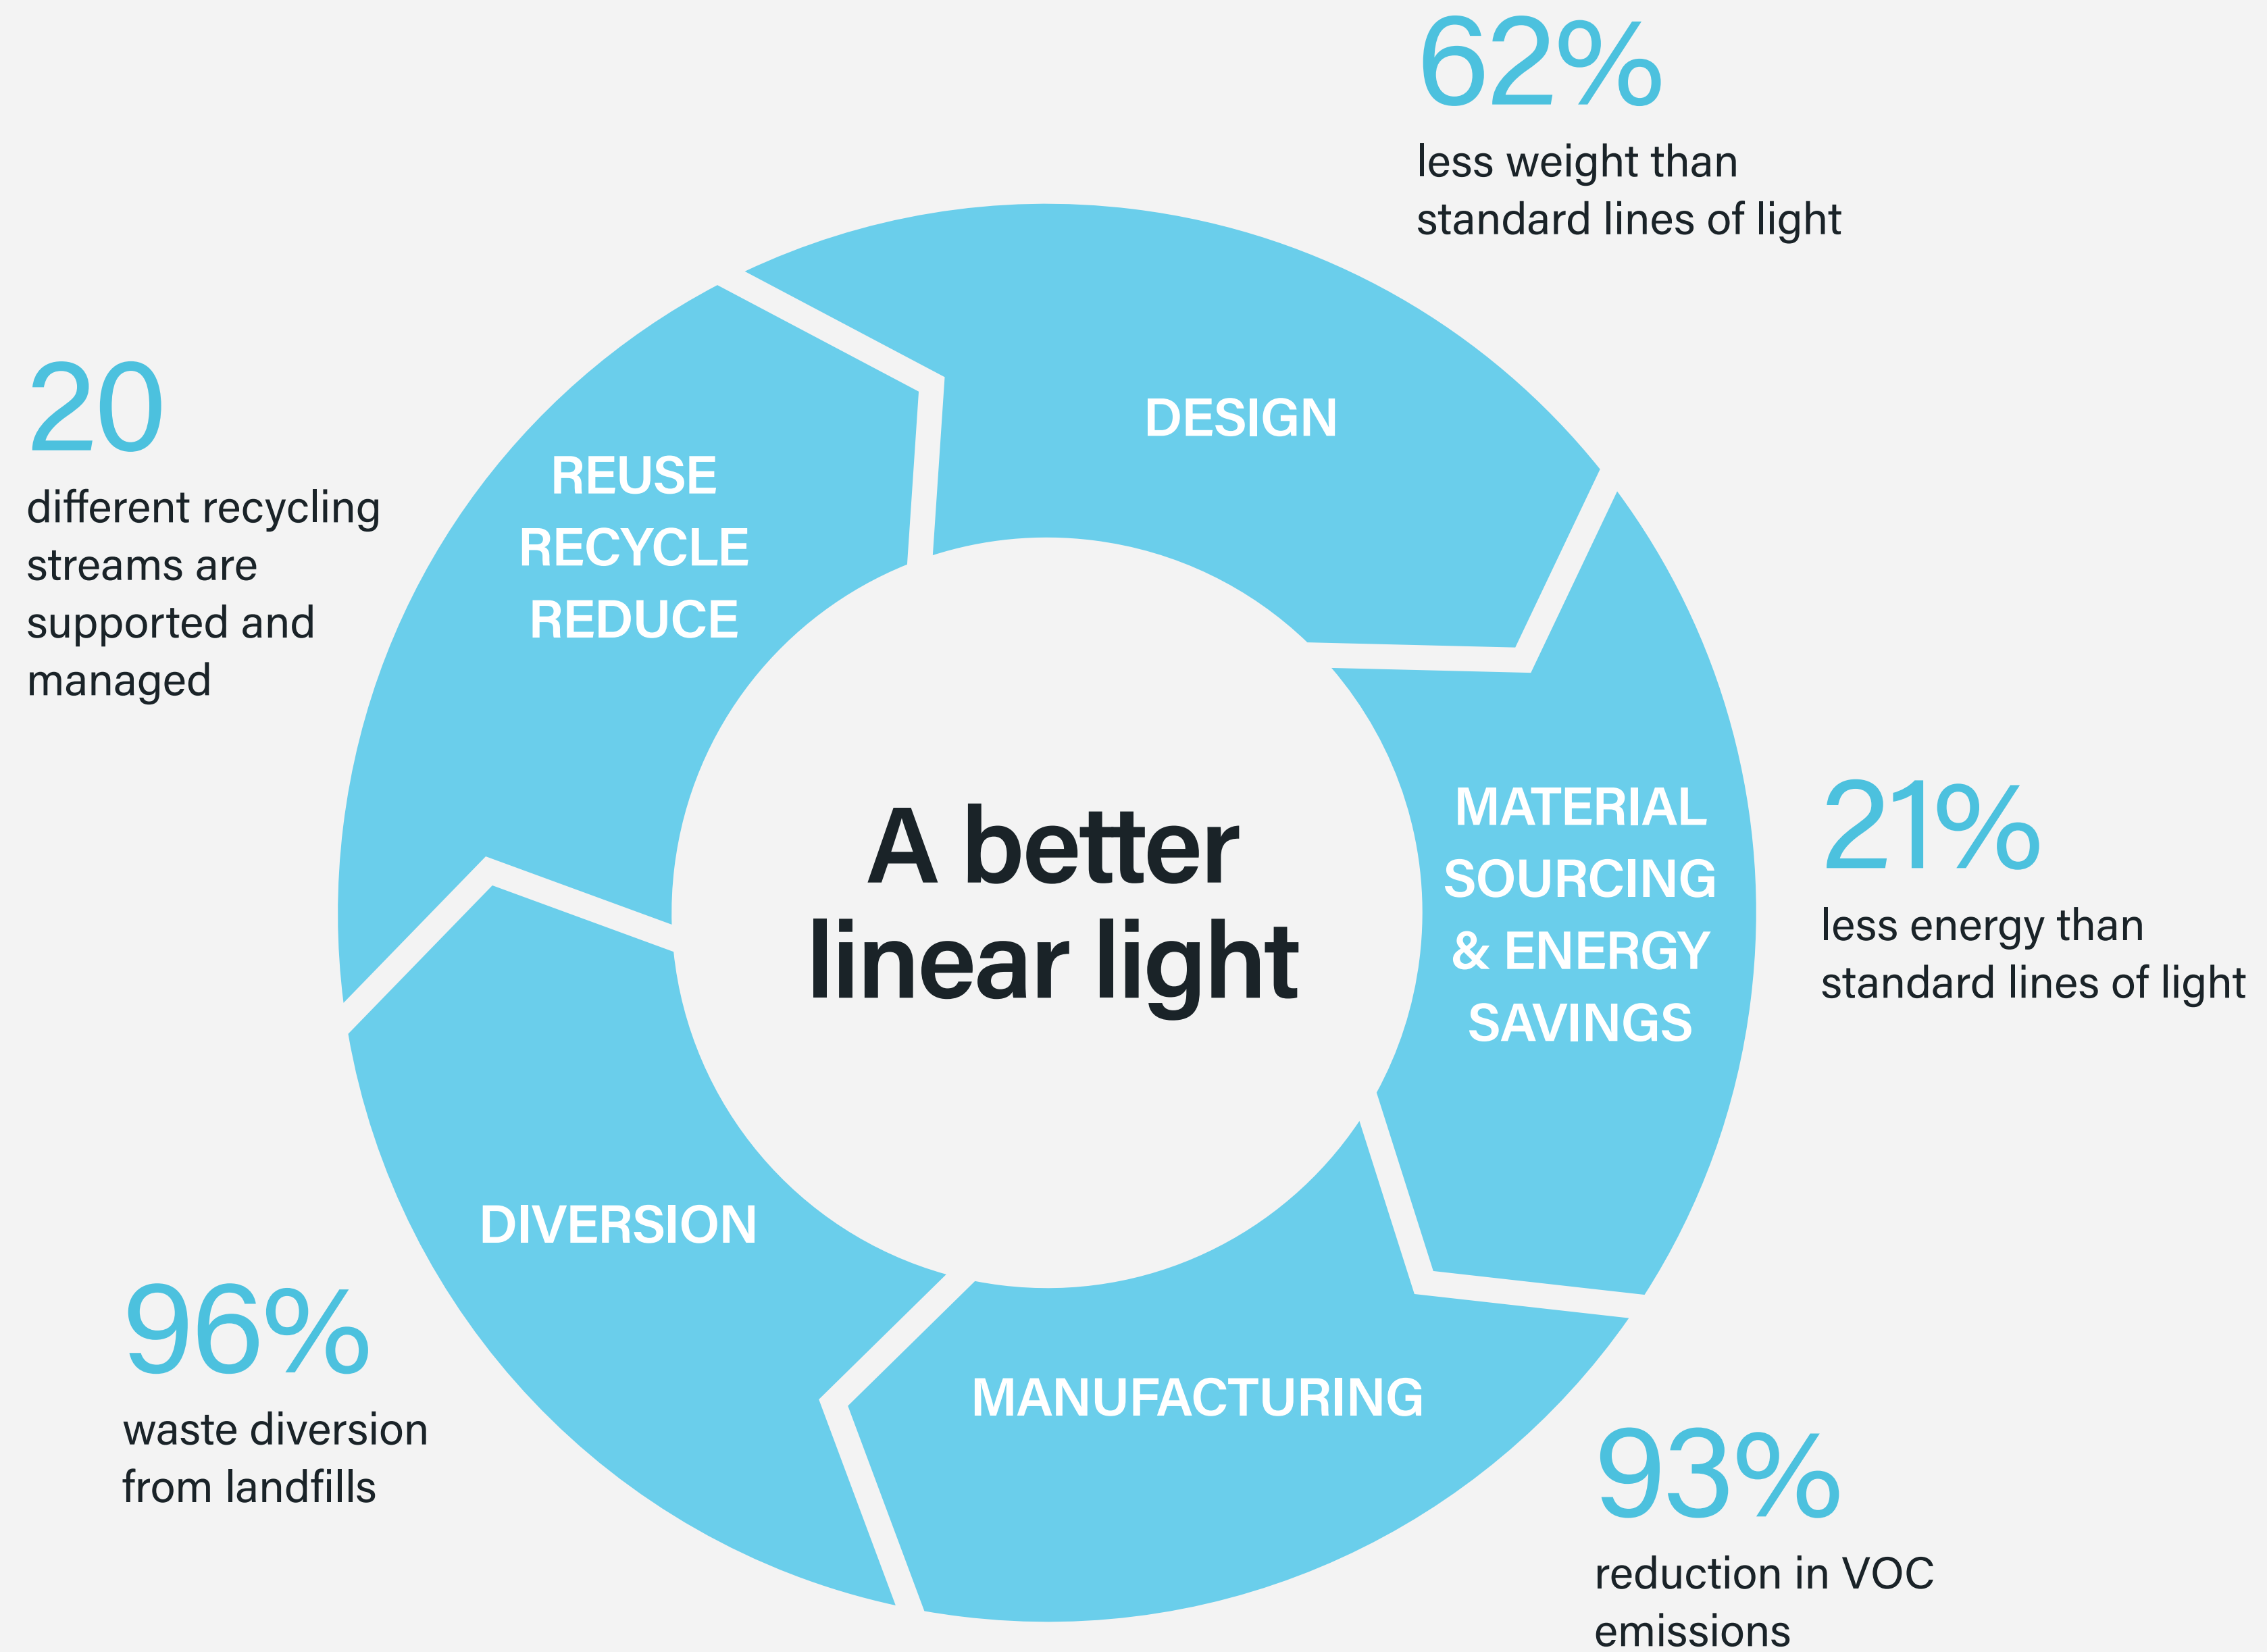 62%
less weight than
standard lines of light
DESIGN
20
different recycling
streams are
supported and
managed
REUSE
RECYCLE
REDUCE
A better
linear light
MATERIAL
SOURCING
& ENERGY
SAVINGS
21%
less energy than
standard lines of light
DIVERSION
96%
waste diversion
from landfills
MANUFACTURING
93%
reduction in VOC
emissions